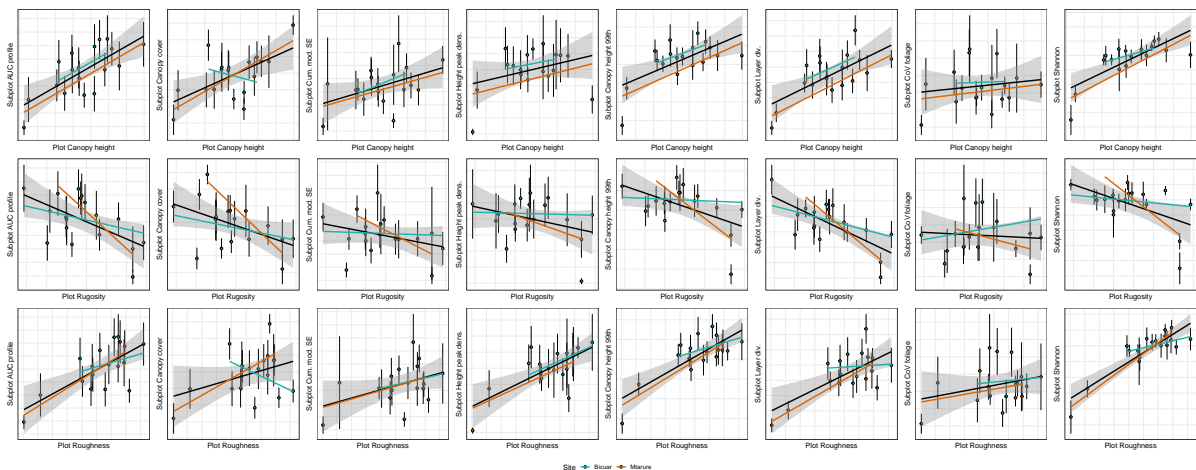 Subplot AUC profile
Plot Canopy height
Subplot Canopy cover
Plot Canopy height
Subplot Cum. mod. SE
Plot Canopy height
Subplot Height peak dens.
Plot Canopy height
Subplot Canopy height 99th
Plot Canopy height
Subplot Layer div.
Plot Canopy height
Subplot CoV foliage
Plot Canopy height
Subplot Shannon
Plot Canopy height
Subplot AUC profile
Plot Rugosity
Subplot Canopy cover
Plot Rugosity
Subplot Cum. mod. SE
Plot Rugosity
Subplot Height peak dens.
Plot Rugosity
Subplot Canopy height 99th
Plot Rugosity
Subplot Layer div.
Plot Rugosity
Subplot CoV foliage
Plot Rugosity
Subplot Shannon
Plot Rugosity
Subplot AUC profile
Plot Roughness
Subplot Canopy cover
Plot Roughness
Subplot Cum. mod. SE
Plot Roughness
Subplot Height peak dens.
Plot Roughness
Subplot Canopy height 99th
Plot Roughness
Subplot Layer div.
Plot Roughness
Subplot CoV foliage
Plot Roughness
Subplot Shannon
Plot Roughness
Site Bicuar Mtarure